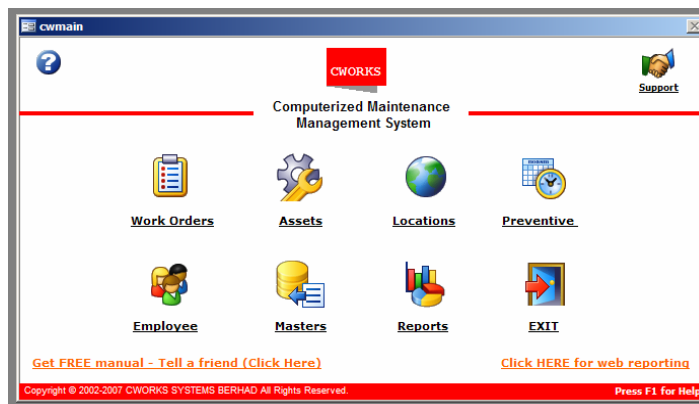 cwmain
CWORKS
Support
Computerized Maintenance
Management System
Work Orders
Assets
Locations
Preventive
Employee
Masters
Reports
EXIT
Get FREE manual - Tell a friend (Click Here)
Click HERE for web reporting
Copyright © 2002-2007 CWORKS SYSTEMS BERHAD All Rights Reserved.
Press F1 for Help